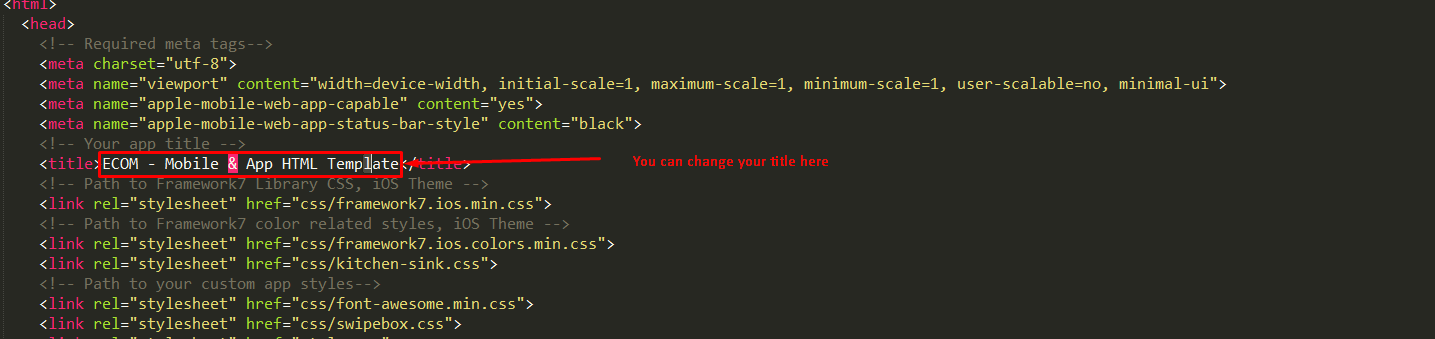 <html>
<head>
<!-- Required meta tags-->
<meta charset="utf-8">
<meta name="viewport" content="width=device-width, initial-scale=1, maximum-scale=1, minimum-scale=1, user-scalable=no, minimal-ui">
<meta name="apple-mobile-web-app-capable" content="yes">
<meta name="apple-mobile-web-app-status-bar-style" content="black">
<!-- Your app title -->
<title>ECOM - Mobile & App HTML Template</title> You can change your title here
<!-- Path to Framework7 Library CSS, iOS Theme -->
<link rel="stylesheet" href="css/framework7.ios.min.css">
<!-- Path to Framework7 color related styles, iOS Theme -->
<link rel="stylesheet" href="css/framework7.ios.colors.min.css">
<link rel="stylesheet" href="css/kitchen-sink.css">
<!-- Path to your custom app styles-->
<link rel="stylesheet" href="css/font-awesome.min.css">
<link rel="stylesheet" href="css/swipebox.css">